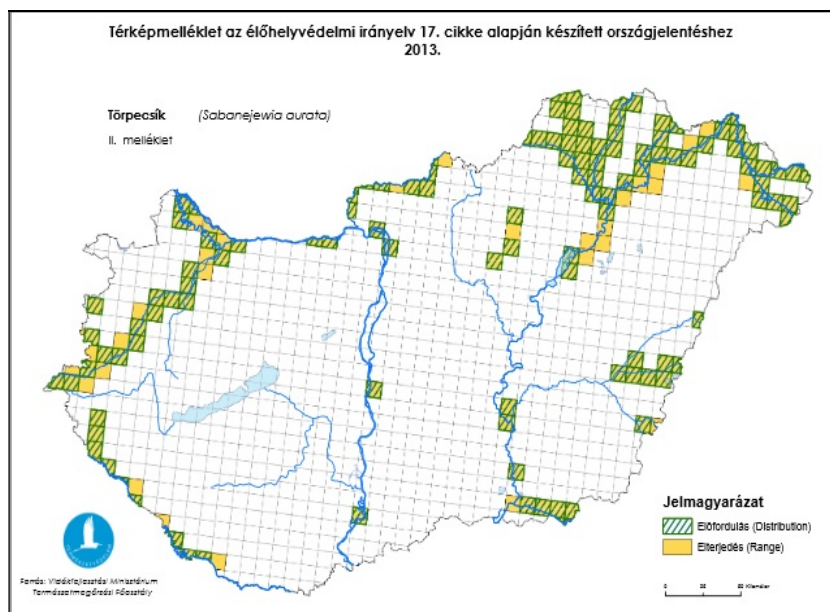 Térképmelléklet az élőhelyvédelmi irányelv 17. cikke alapján készített országjelentéshez
2013.
Törpecsík (Sabanejewia aurata)
II. melléklet
Jelmagyarázat
Előfordulás (Distribution)
Elterjedés (Range)
Forrás: Vidékfejlesztési Minisztérium
Természetmegőrzési Főosztály